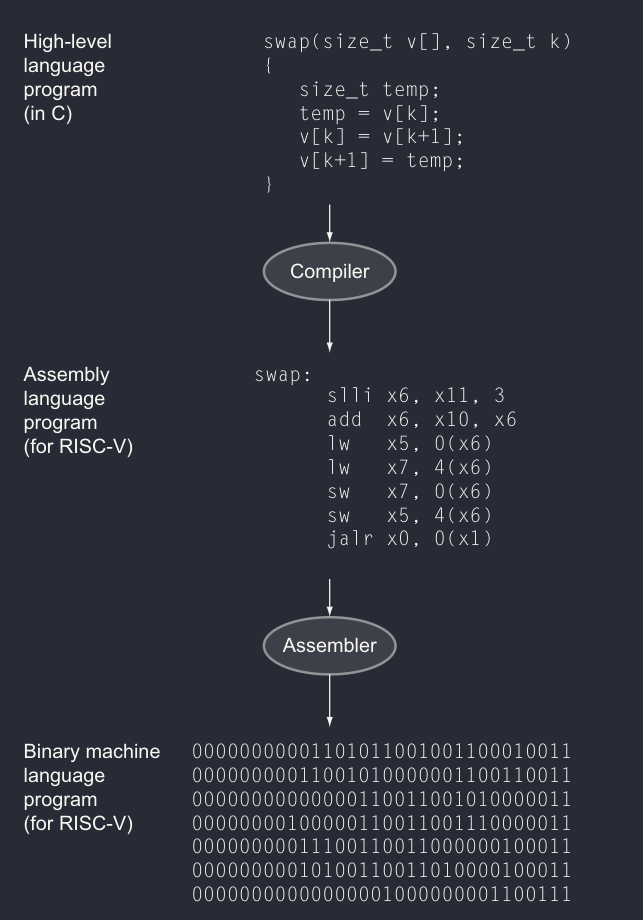 High-level
language
program
(in C)
swap(size_t v[], size_t k)
{
size_t temp;
temp = v[k];
v[k] = v[k+1];
v[k+1] = temp;
}
Compiler
Assembly
language
program
(for RISC-V)
swap:
slli x6, x11, 3
add x6, x10, x6
lw x5, 0(x6)
lw x7, 4(x6)
sw x7, 0(x6)
sw x5, 4(x6)
jalr x0, 0(x1)
Assembler
Binary machine
language
program
(for RISC-V)
00000000001101011001001100010011
00000000011001010000001100110011
00000000000000110011001010000011
00000000100000110011001110000011
00000000011100110011000000100011
00000000010100110011010000100011
00000000000000001000000001100111